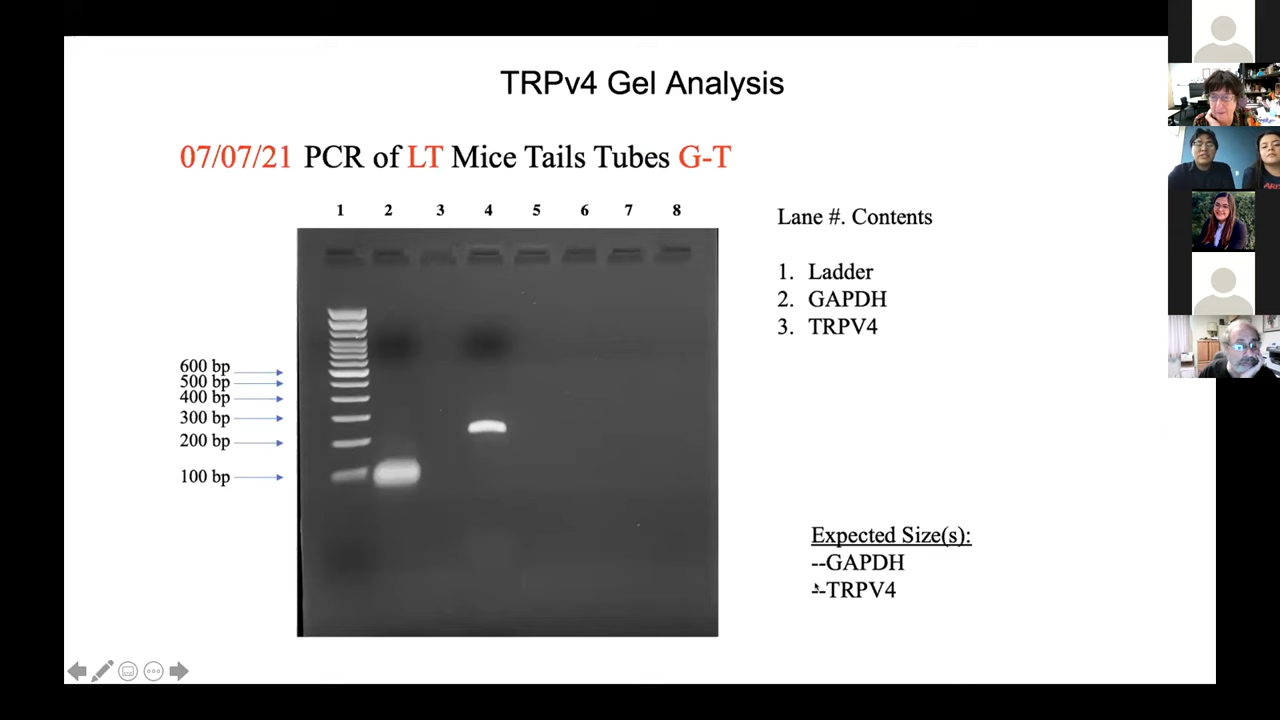 TRPv4 Gel Analysis
07/07/21 PCR of LT Mice Tails Tubes G-T
1 2 3 4 5 6 7 8
600 bp
500 bp
400 bp
300 bp
200 bp
100 bp
Lane #. Contents
1. Ladder
2. GAPDH
3. TRPV4
Expected Size(s):
--GAPDH
--TRPV4